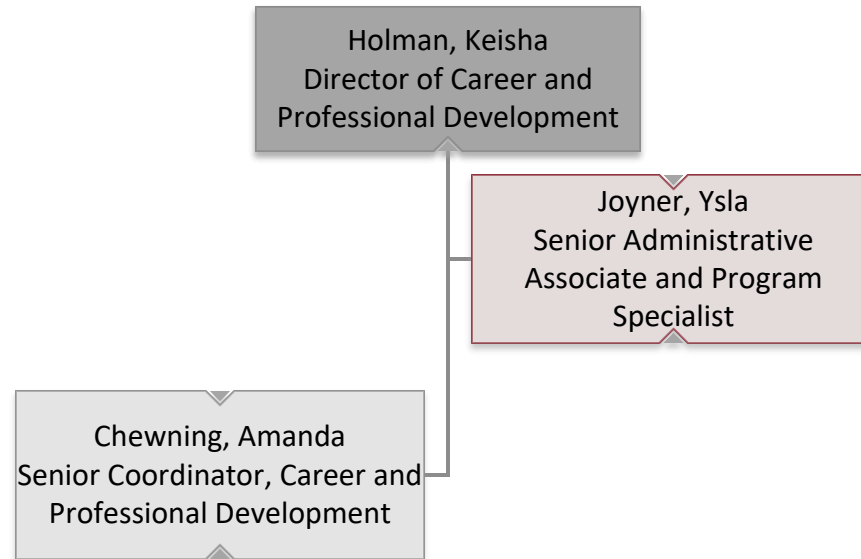 Holman, Keisha
Director of Career and
Professional Development
Joyner, Ysla
Senior Administrative
Associate and Program
Specialist
Chewning, Amanda
Senior Coordinator, Career and
Professional Development